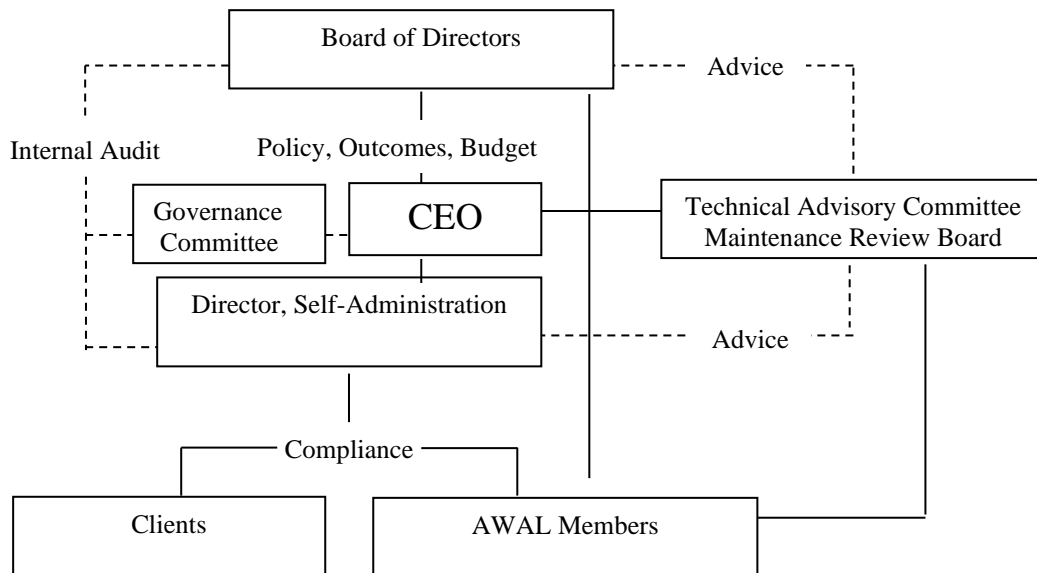 Board of Directors
Advice
Internal Audit
Policy, Outcomes, Budget
Governance
Committee
CEO
Technical Advisory Committee
Maintenance Review Board
Director, Self-Administration
Advice
Compliance
Clients
AWAL Members